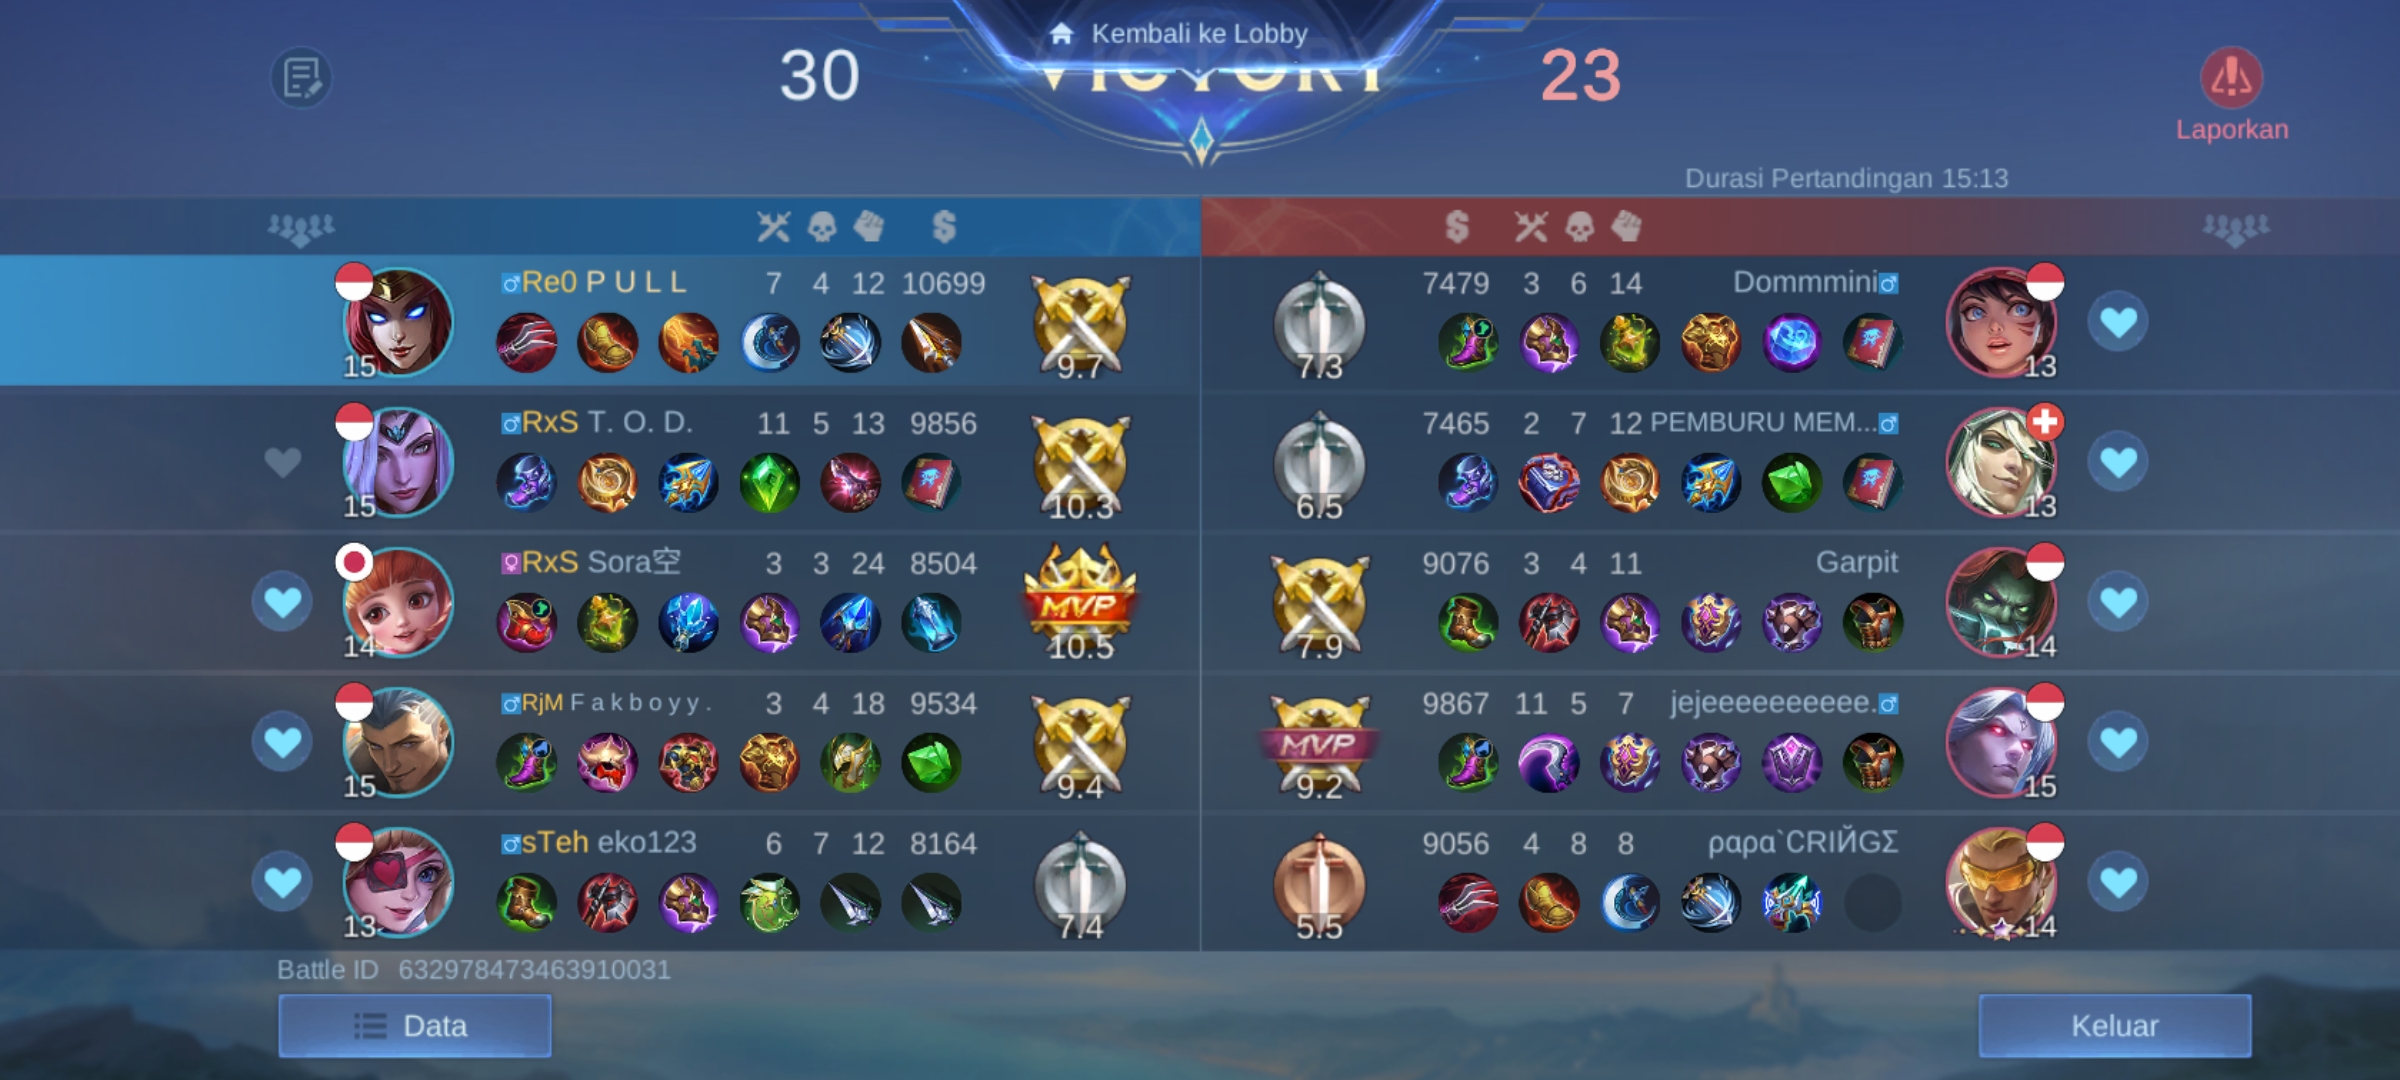 Kembali ke Lobby
30 VICTORY 23
Laporkan
Durasi Pertandingan 15:13
15 Re0 P U L L 7 4 12 10699 9.7
7.3 7479 3 6 14 Dommmini 13
15 RxS T. O. D. 11 5 13 9856 10.3
6.5 7465 2 7 12 PEMBURU MEM... 13
14 RxS Sora空 3 3 24 8504 MVP 10.5
7.9 9076 3 4 11 Garpit 14
15 RjM F a k b o y y . 3 4 18 9534 9.4
MVP 9.2 9867 11 5 7 jejeeeeeeeeee. 15
13 sTeh eko123 6 7 12 8164 7.4
5.5 9056 4 8 8 ραρα`CRIЙGΣ 14
Battle ID 632978473463910031
Data
Keluar